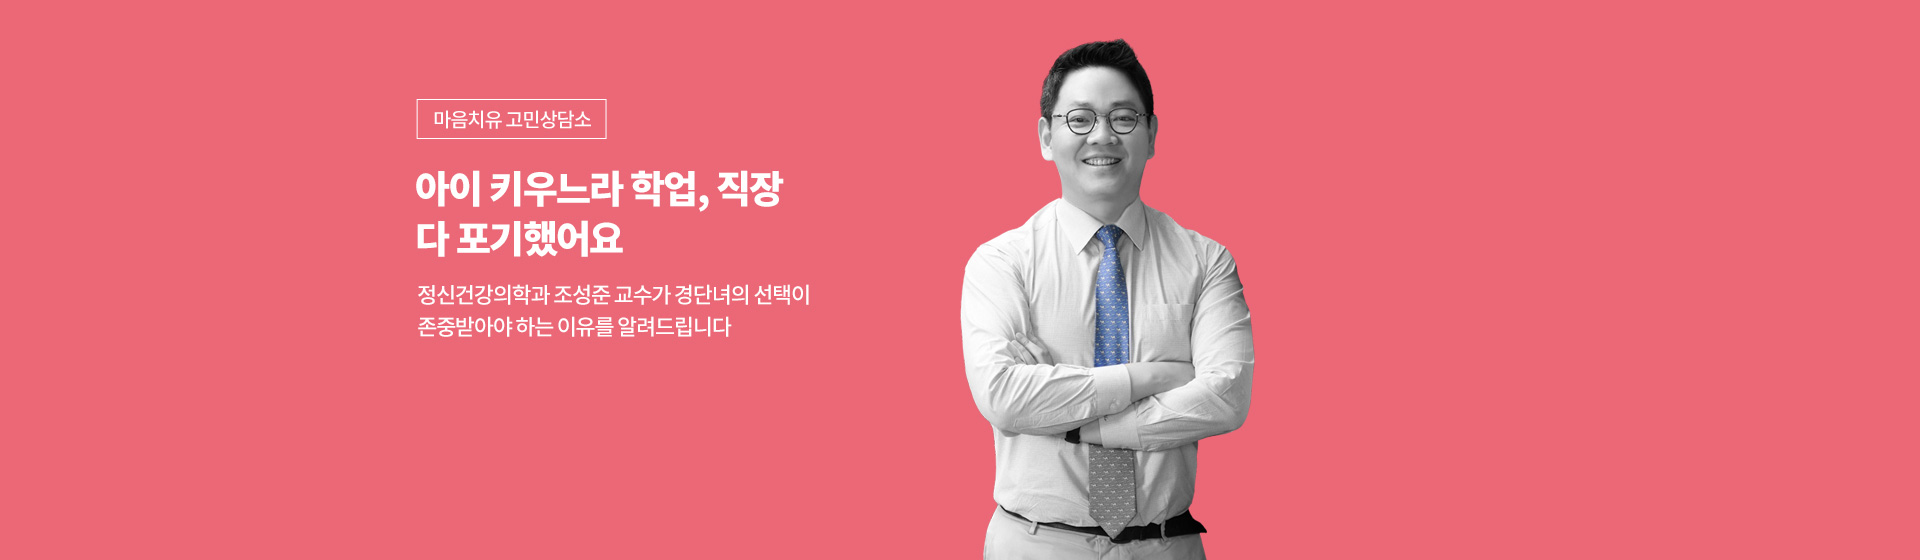 마음치유 고민상담소
아이 키우느라 학업, 직장
다 포기했어요
정신건강의학과 조성준 교수가 경단녀의 선택이
존중받아야 하는 이유를 알려드립니다